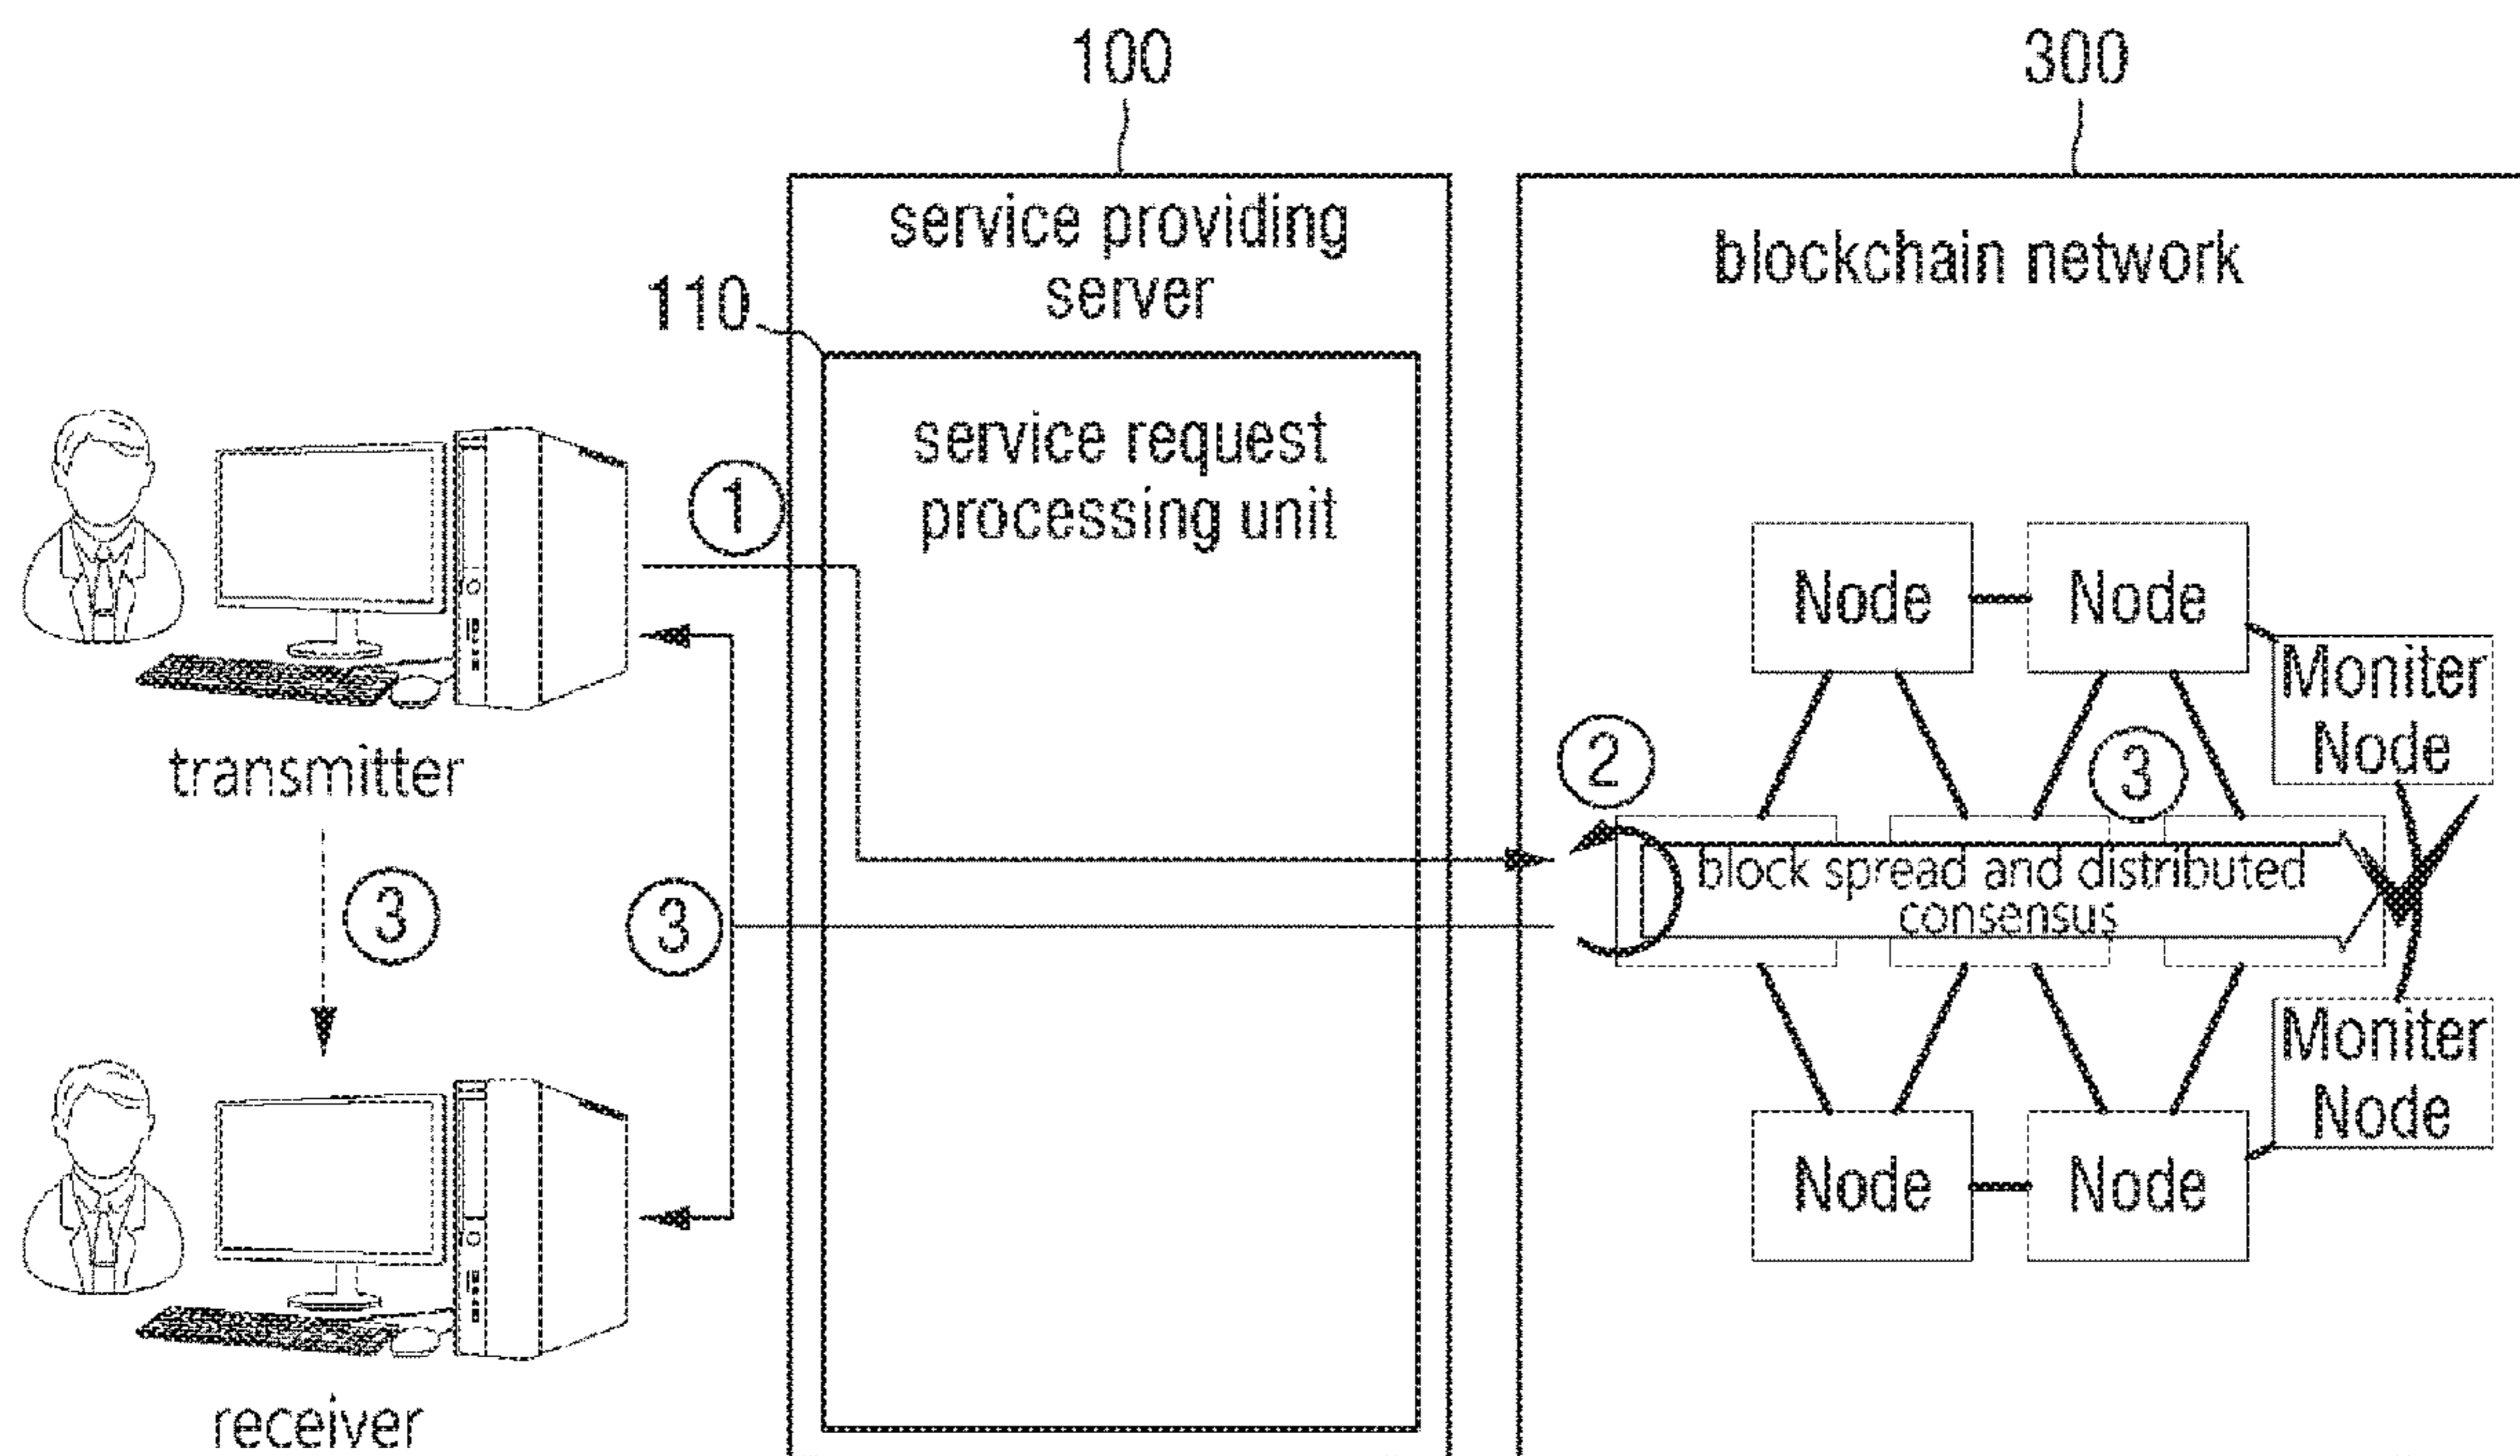 100
300
service providing
server
blockchain network
110
service request
processing unit
①
Node
Node
Moniter
Node
transmitter
②
③
block spread and distributed
consensus
③
③
Moniter
Node
Node
Node
receiver